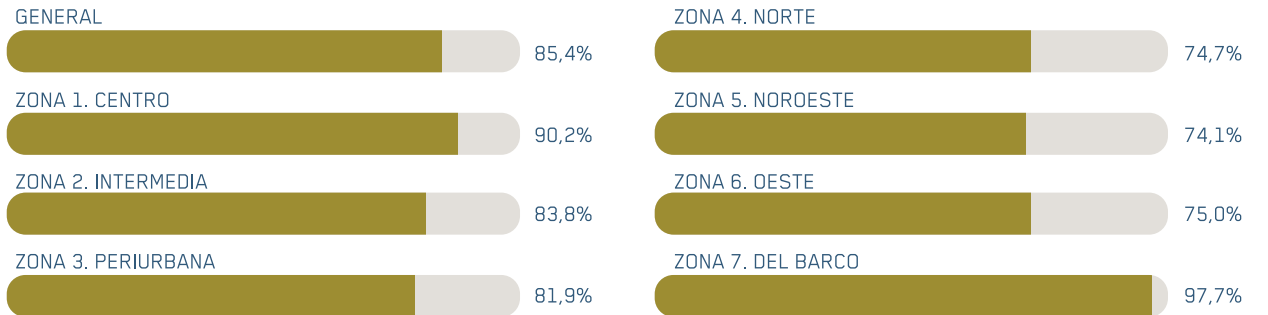 GENERAL
85,4%
ZONA 1. CENTRO
90,2%
ZONA 2. INTERMEDIA
83,8%
ZONA 3. PERIURBANA
81,9%
ZONA 4. NORTE
74,7%
ZONA 5. NOROESTE
74,1%
ZONA 6. OESTE
75,0%
ZONA 7. DEL BARCO
97,7%